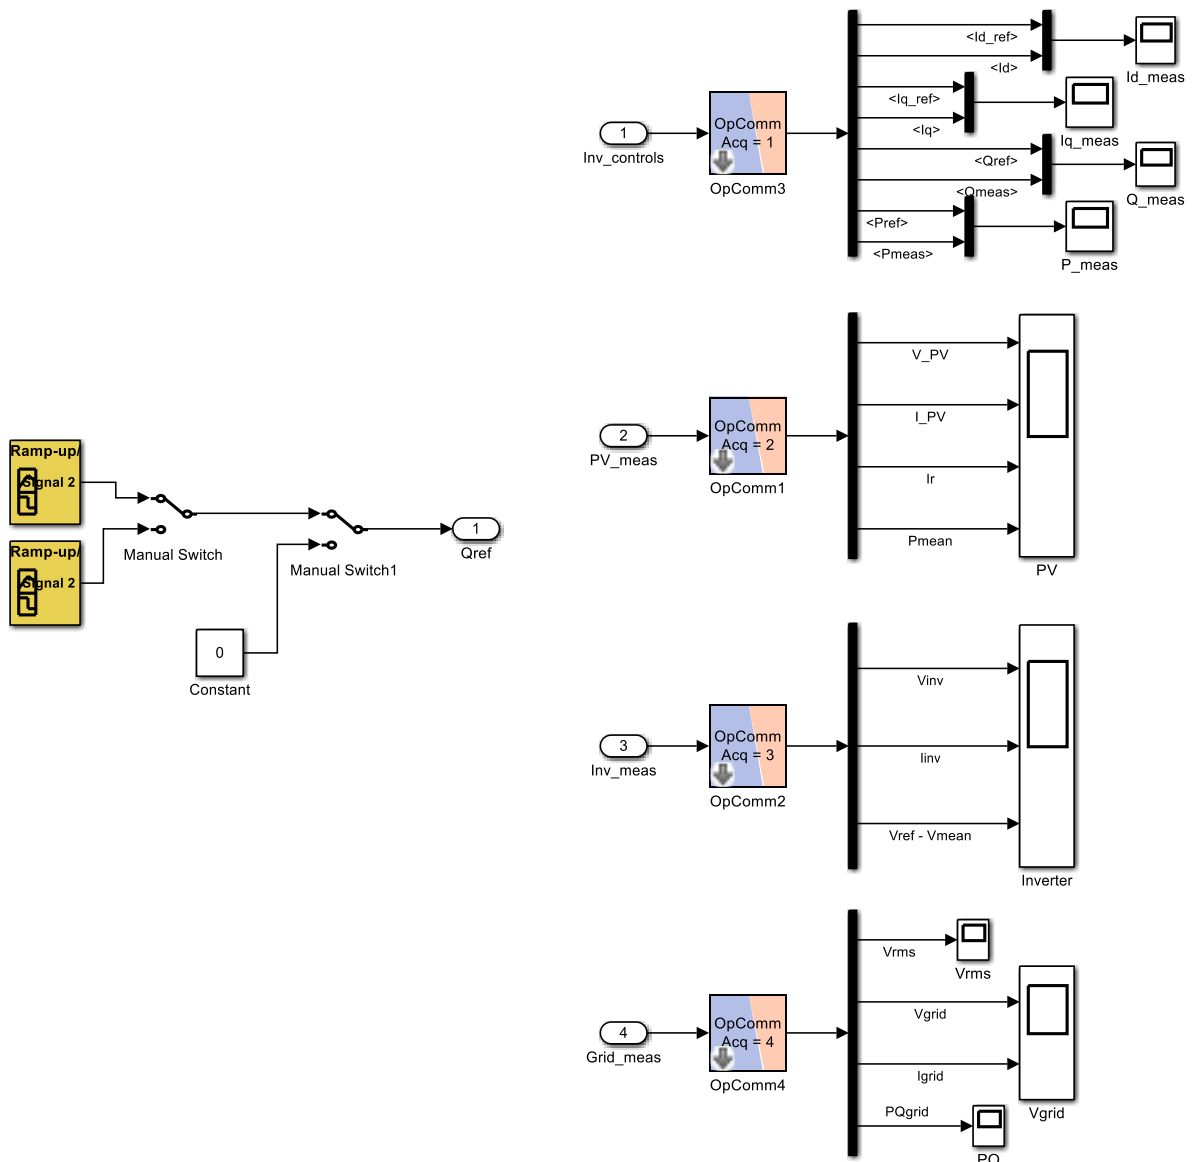 <Id_ref>
<Id>
Id_meas
<Iq_ref>
<Iq>
Iq_meas
OpComm
Acq = 1
1
Inv_controls
OpComm3
<Qref>
<Qmeas>
Q_meas
<Pref>
<Pmeas>
P_meas
V_PV
I_PV
Ir
Pmean
PV
OpComm
Acq = 2
2
PV_meas
OpComm1
Ramp-up/
Signal 2
Manual Switch
Ramp-up/
Signal 2
Manual Switch1
1
Qref
0
Constant
Vinv
Iinv
Vref - Vmean
Inverter
OpComm
Acq = 3
3
Inv_meas
OpComm2
Vrms
Vrms
Vgrid
Igrid
Vgrid
PQgrid
PQ
OpComm
Acq = 4
4
Grid_meas
OpComm4